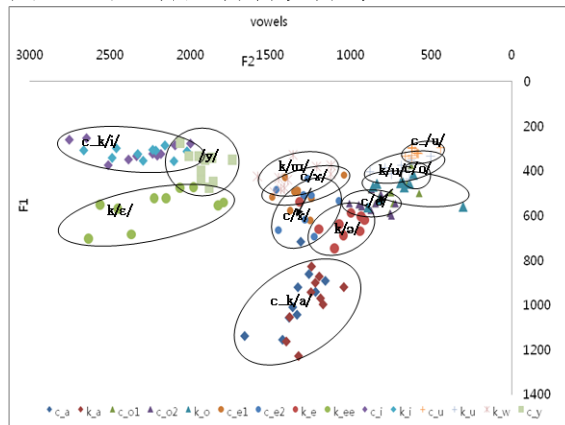 vowels
3000 2500 2000 1500 1000 500 0
F2
0
200
400
600
800
1000
1200
1400
F1
c_k/i/
/y/
k/ɯ/
c/ɤ/
c_/u/
k/u/
k/ɛ/
k/ə/
c_k/a/
c_a k_a c_o1 c_o2 k_o c_e1 c_e2 k_e k_ee c_i k_i c_u k_u k_w c_y